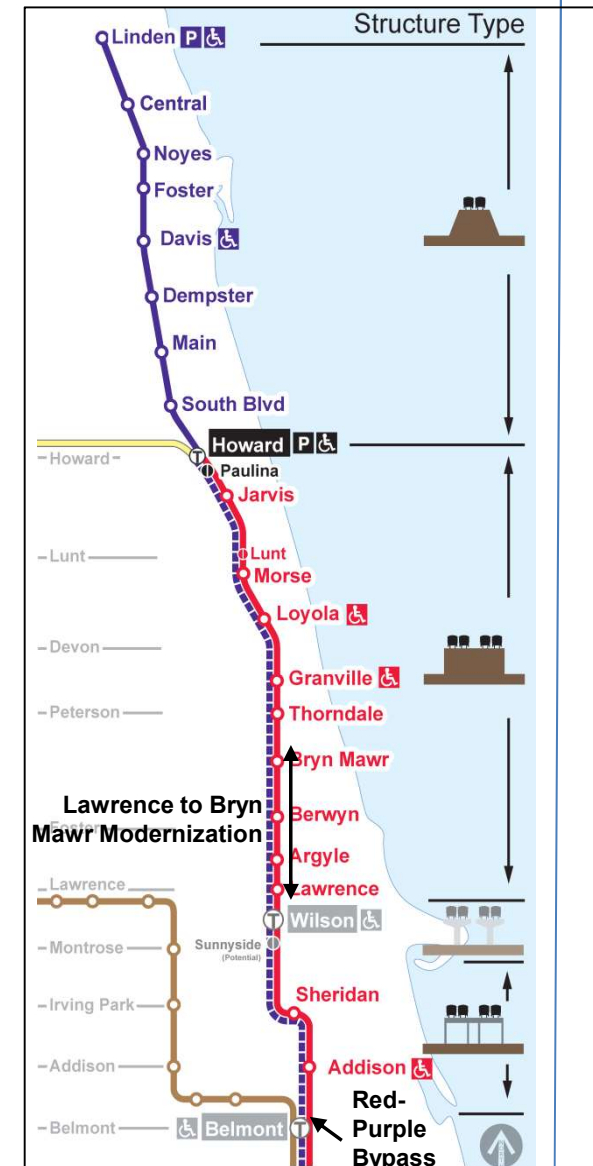 Structure Type
Linden P
Central
Noyes
Foster
Davis
Dempster
Main
South Blvd
Howard P
T
Howard
Paulina
Jarvis
Lunt
Lunt
Morse
Loyola
Devon
Granville
Peterson
Thorndale
Bryn Mawr
Lawrence to Bryn
Mawr Modernization
Foster
Berwyn
Argyle
Lawrence
Lawrence
T Wilson
Montrose
Sunnyside
(Potential)
Irving Park
Sheridan
Addison
Addison
Belmont
Belmont T
Red-
Purple
Bypass